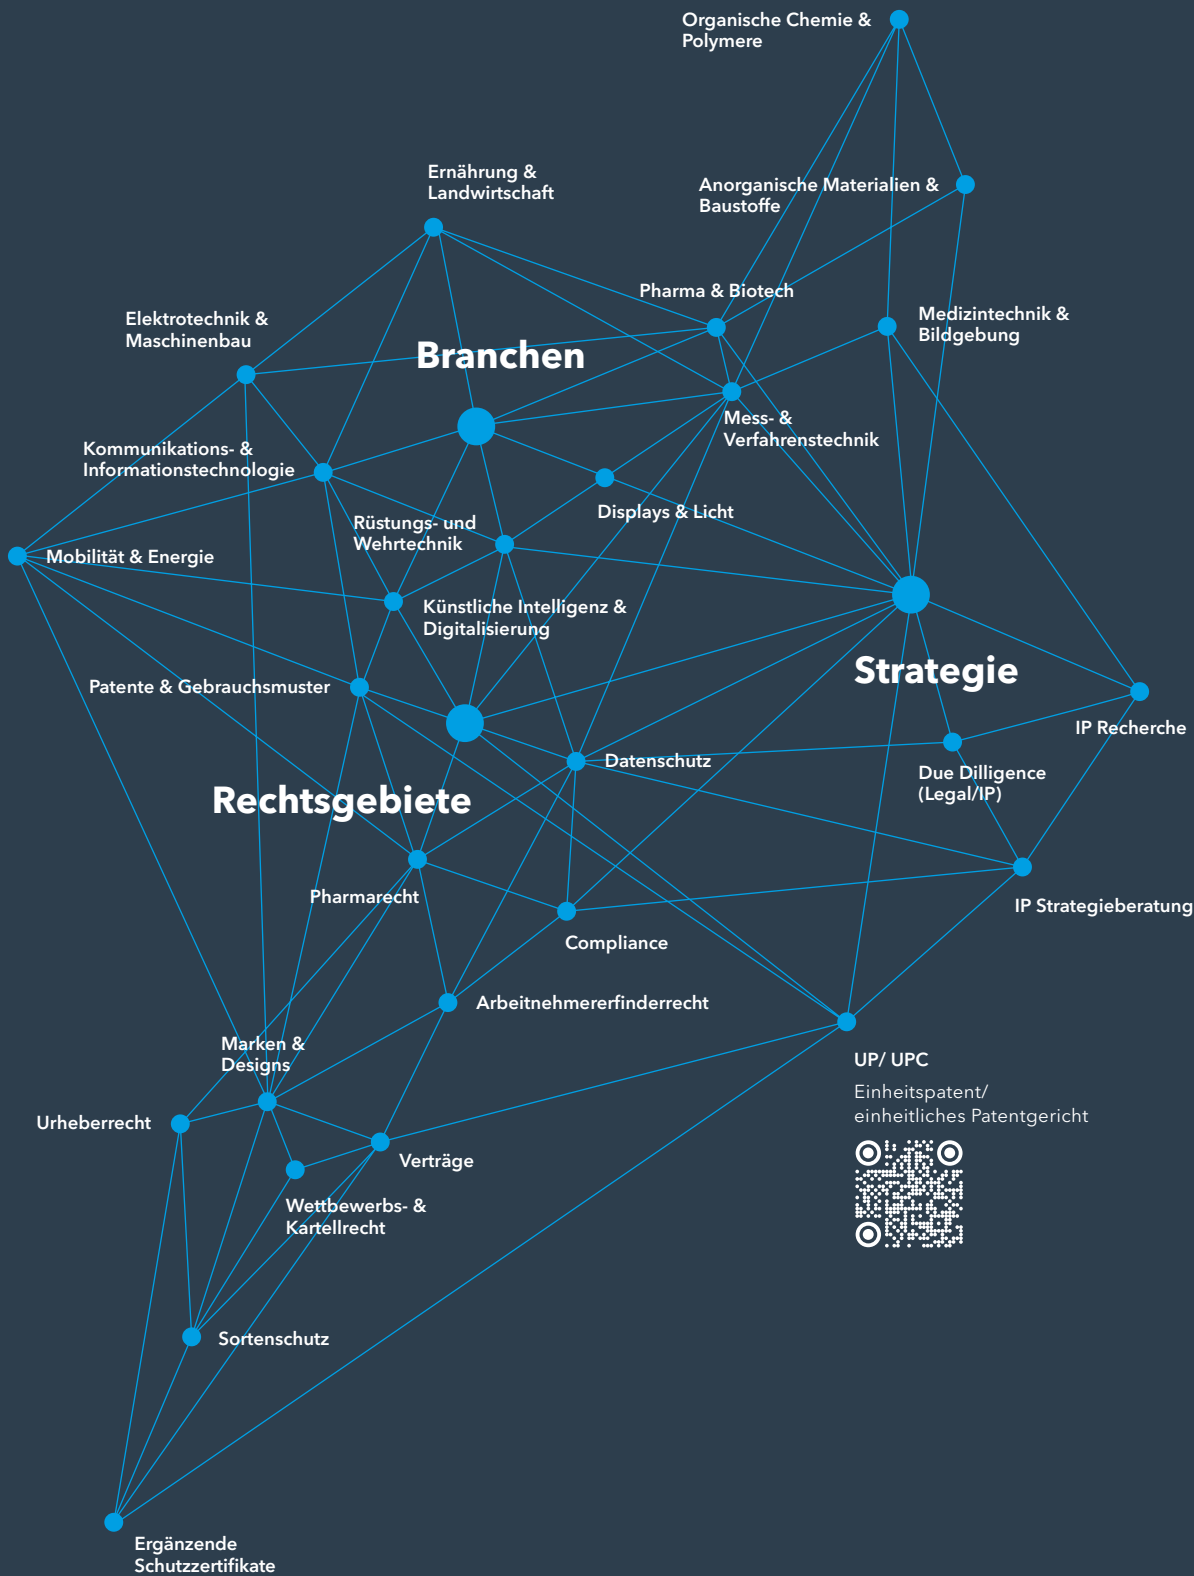 Organische Chemie &
Polymere
Ernährung &
Landwirtschaft
Anorganische Materialien &
Baustoffe
Pharma & Biotech
Elektrotechnik &
Maschinenbau
Medizintechnik &
Bildgebung
Branchen
Mess- &
Verfahrenstechnik
Kommunikations- &
Informationstechnologie
Displays & Licht
Rüstungs- und
Wehrtechnik
Mobilität & Energie
Künstliche Intelligenz &
Digitalisierung
Strategie
Patente & Gebrauchsmuster
IP Recherche
Datenschutz
Due Dilligence
(Legal/IP)
Rechtsgebiete
Pharmarecht
IP Strategieberatung
Compliance
Arbeitnehmererfinderrecht
Marken &
Designs
UP/ UPC
Einheitspatent/
einheitliches Patentgericht
Urheberrecht
Verträge
Wettbewerbs- &
Kartellrecht
Sortenschutz
Ergänzende
Schutzzertifikate